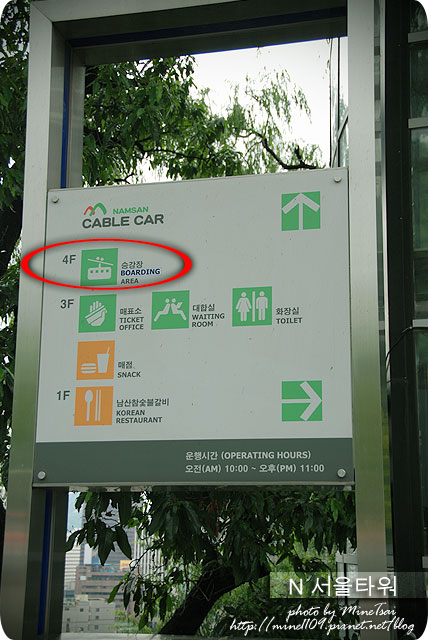 NAMSAN
CABLE CAR
4F
승강장
BOARDING
AREA
3F
매표소
TICKET
OFFICE
대합실
WAITING
ROOM
화장실
TOILET
매점
SNACK
1F
남산참숯불갈비
KOREAN
RESTAURANT
운행시간 (OPERATING HOURS)
오전(AM) 10:00 ~ 오후(PM) 11:00
N 서울타워
photo by MineTsai
http://mine1109.pixnet.net/blog